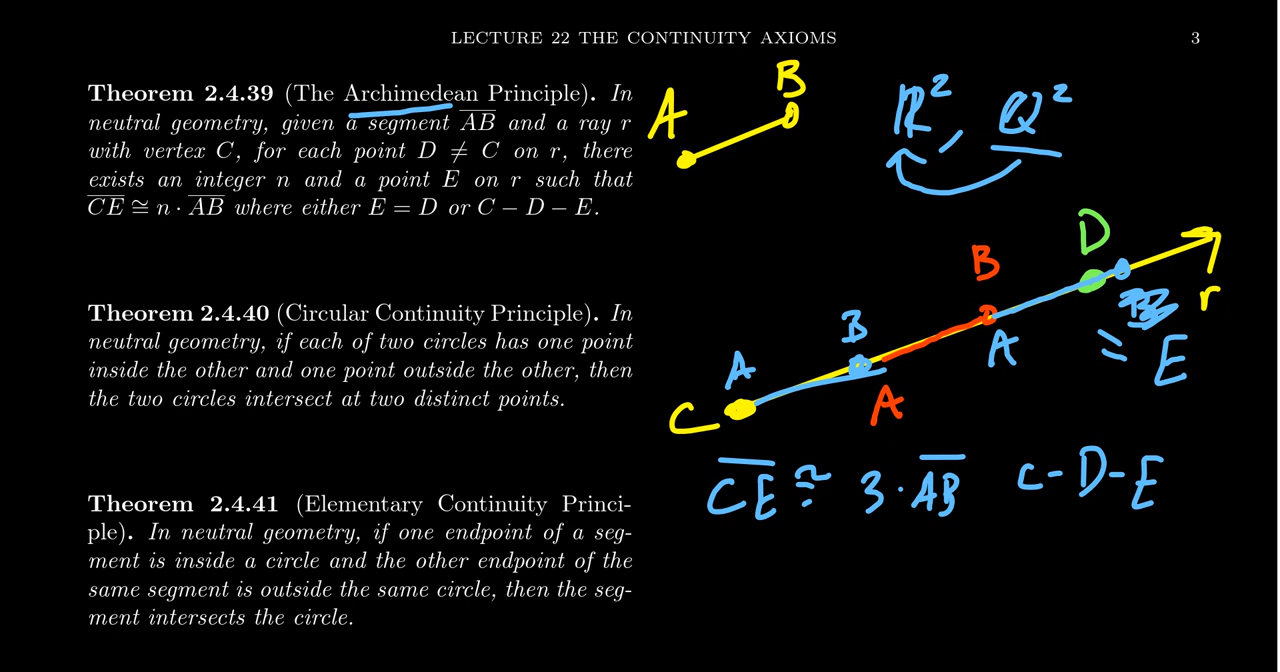 LECTURE 22 THE CONTINUITY AXIOMS 3
Theorem 2.4.39 (The Archimedean Principle). In
neutral geometry, given a segment \overline{AB} and a ray r
with vertex C, for each point D ≠ C on r, there
exists an integer n and a point E on r such that
\overline{CE} ≅ n · \overline{AB} where either E = D or C − D − E.
Theorem 2.4.40 (Circular Continuity Principle). In
neutral geometry, if each of two circles has one point
inside the other and one point outside the other, then
the two circles intersect at two distinct points.
Theorem 2.4.41 (Elementary Continuity Princi-
ple). In neutral geometry, if one endpoint of a seg-
ment is inside a circle and the other endpoint of the
same segment is outside the same circle, then the seg-
ment intersects the circle.
A B
ℝ², ℚ²
D
B
r
B
A
= E
A
A
C
\overline{CE} ≅ 3 · \overline{AB} C-D-E